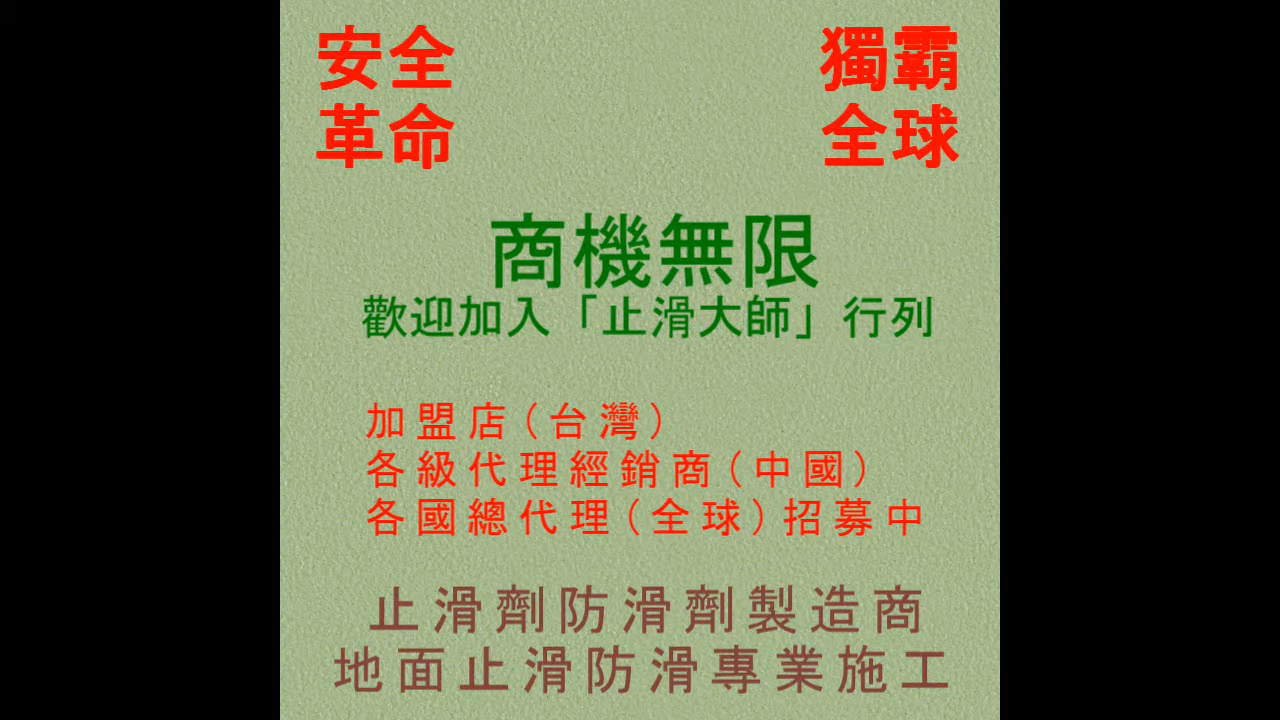 安全
革命
獨霸
全球
商機無限
歡迎加入「止滑大師」行列
加盟店(台灣)
各級代理經銷商(中國)
各國總代理(全球)招募中
止滑劑防滑劑製造商
地面止滑防滑專業施工